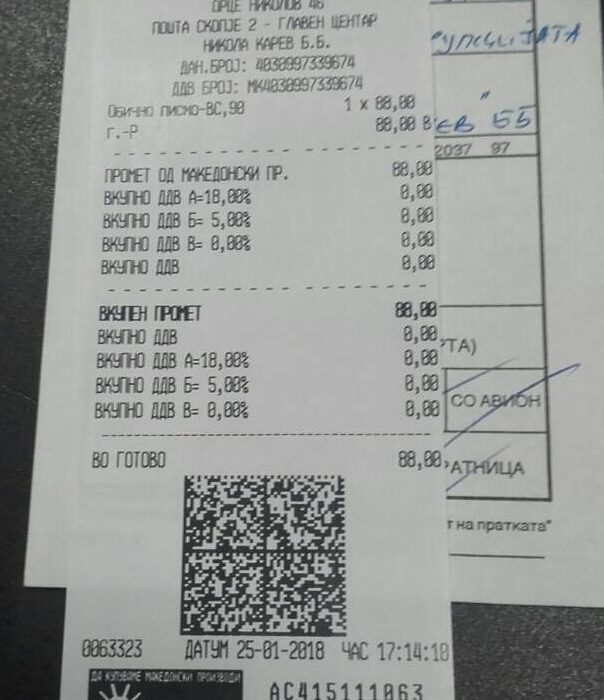 ОРЦЕ НИКОЛОВ 46
ПОШТА СКОПЈЕ 2 - ГЛАВЕН ЦЕНТАР
НИКОЛА КАРЕВ Б.Б.
ДАН.БРОЈ: 4030997339674
ДДВ БРОЈ: МК4030997339674
Обично писмо-ВС,90 1 x 88,00
г.-Р 88,00 В
ПРОМЕТ ОД МАКЕДОНСКИ ПР. 88,00
ВКУПНО ДДВ А=18,00% 0,00
ВКУПНО ДДВ Б= 5,00% 0,00
ВКУПНО ДДВ В= 0,00% 0,00
ВКУПНО ДДВ 0,00
ВКУПЕН ПРОМЕТ 88,00
ВКУПНО ДДВ 0,00
ВКУПНО ДДВ А=18,00% 0,00
ВКУПНО ДДВ Б= 5,00% 0,00
ВКУПНО ДДВ В= 0,00% 0,00
ВО ГОТОВО 88,00
0063323 ДАТУМ 25-01-2018 ЧАС 17:14:10
ДА КУПУВАМЕ МАКЕДОНСКИ ПРОИЗВОДИ
АС415111063
ЕВ ББ
2037 97
РТА)
СО АВИОН
РАТНИЦА
т на пратката"